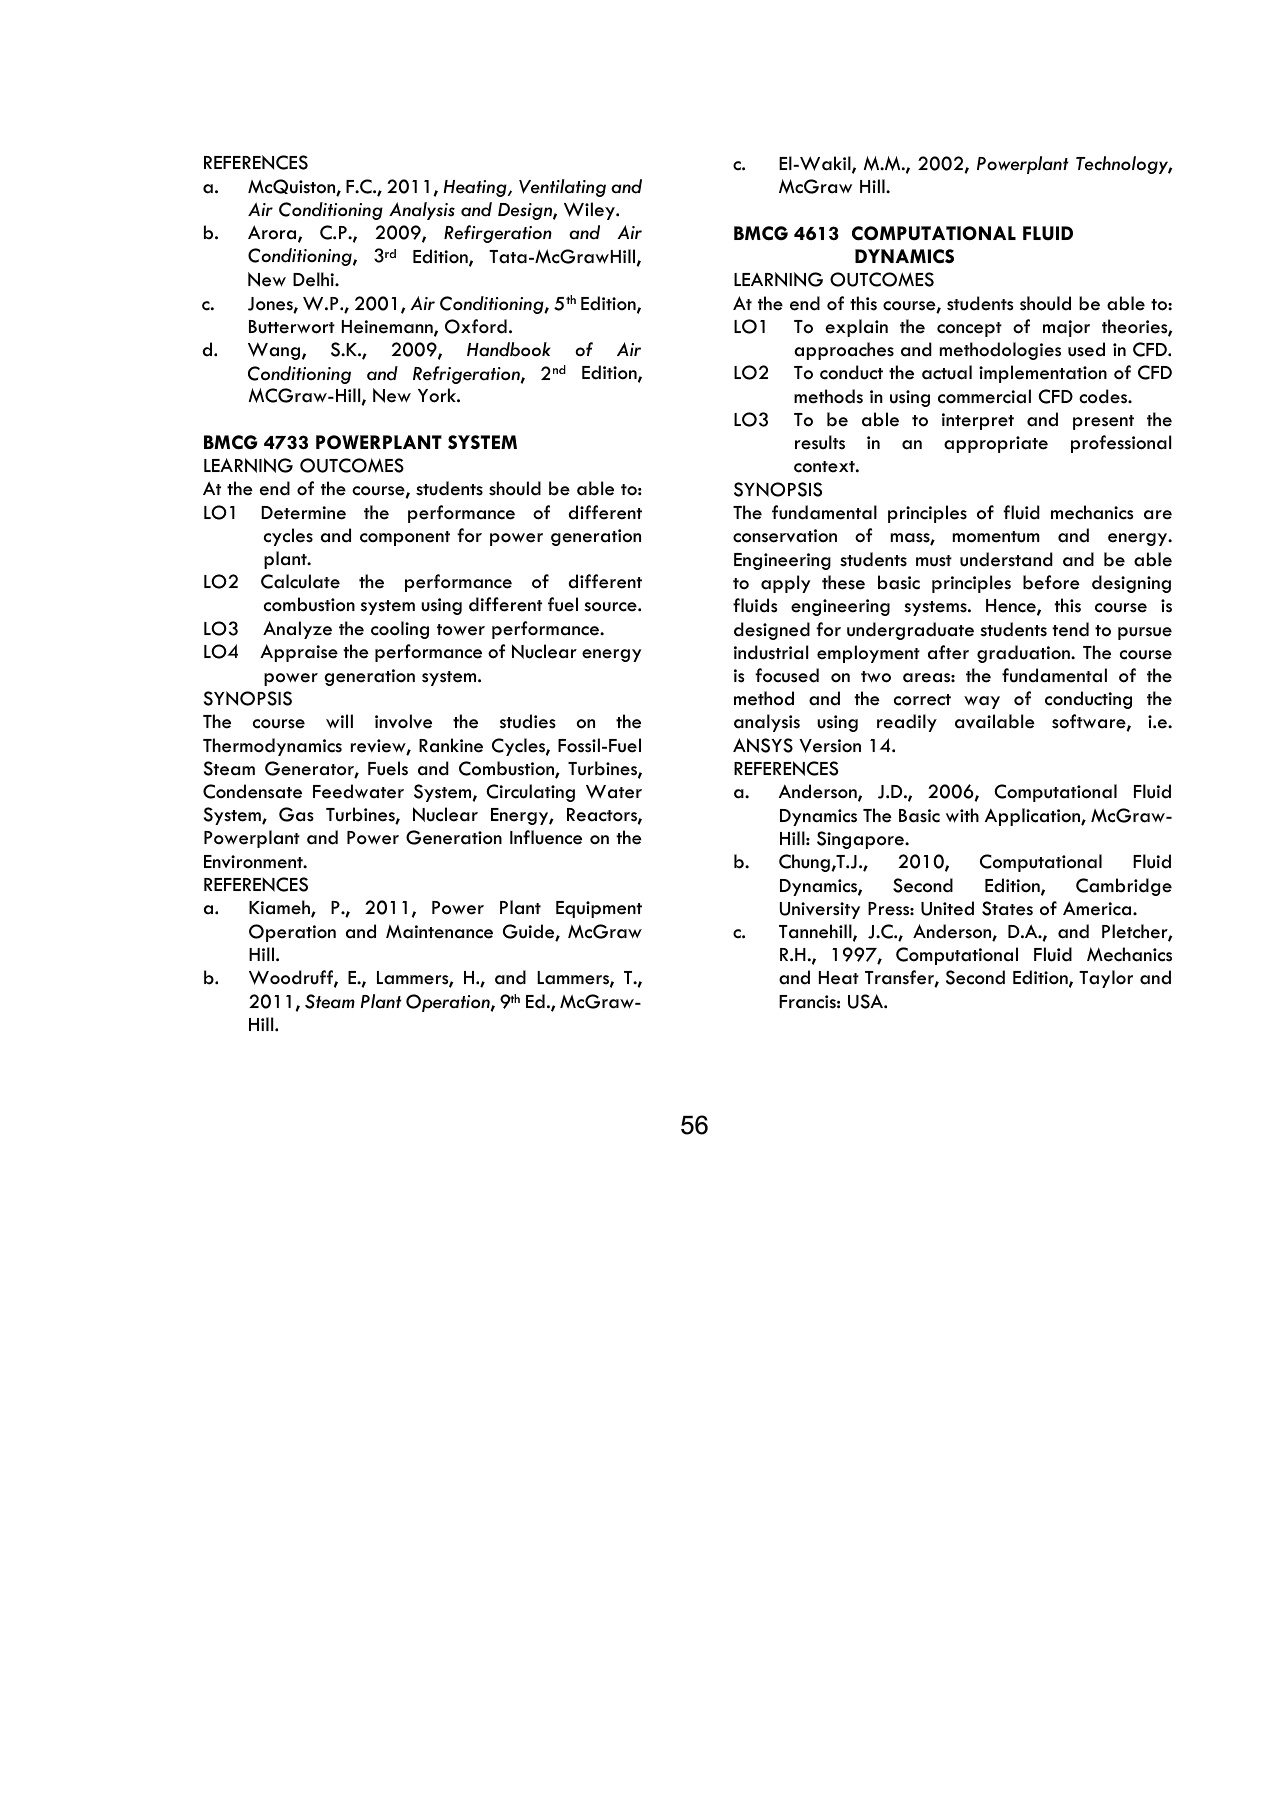 REFERENCES
a. McQuiston, F.C., 2011, Heating, Ventilating and
Air Conditioning Analysis and Design, Wiley.
b. Arora, C.P., 2009, Refirgeration and Air
Conditioning, 3rd Edition, Tata-McGrawHill,
New Delhi.
c. Jones, W.P., 2001, Air Conditioning, 5th Edition,
Butterwort Heinemann, Oxford.
d. Wang, S.K., 2009, Handbook of Air
Conditioning and Refrigeration, 2nd Edition,
MCGraw-Hill, New York.
BMCG 4733 POWERPLANT SYSTEM
LEARNING OUTCOMES
At the end of the course, students should be able to:
LO1 Determine the performance of different
cycles and component for power generation
plant.
LO2 Calculate the performance of different
combustion system using different fuel source.
LO3 Analyze the cooling tower performance.
LO4 Appraise the performance of Nuclear energy
power generation system.
SYNOPSIS
The course will involve the studies on the
Thermodynamics review, Rankine Cycles, Fossil-Fuel
Steam Generator, Fuels and Combustion, Turbines,
Condensate Feedwater System, Circulating Water
System, Gas Turbines, Nuclear Energy, Reactors,
Powerplant and Power Generation Influence on the
Environment.
REFERENCES
a. Kiameh, P., 2011, Power Plant Equipment
Operation and Maintenance Guide, McGraw
Hill.
b. Woodruff, E., Lammers, H., and Lammers, T.,
2011, Steam Plant Operation, 9th Ed., McGraw-
Hill.
c. El-Wakil, M.M., 2002, Powerplant Technology,
McGraw Hill.
BMCG 4613 COMPUTATIONAL FLUID
DYNAMICS
LEARNING OUTCOMES
At the end of this course, students should be able to:
LO1 To explain the concept of major theories,
approaches and methodologies used in CFD.
LO2 To conduct the actual implementation of CFD
methods in using commercial CFD codes.
LO3 To be able to interpret and present the
results in an appropriate professional
context.
SYNOPSIS
The fundamental principles of fluid mechanics are
conservation of mass, momentum and energy.
Engineering students must understand and be able
to apply these basic principles before designing
fluids engineering systems. Hence, this course is
designed for undergraduate students tend to pursue
industrial employment after graduation. The course
is focused on two areas: the fundamental of the
method and the correct way of conducting the
analysis using readily available software, i.e.
ANSYS Version 14.
REFERENCES
a. Anderson, J.D., 2006, Computational Fluid
Dynamics The Basic with Application, McGraw-
Hill: Singapore.
b. Chung,T.J., 2010, Computational Fluid
Dynamics, Second Edition, Cambridge
University Press: United States of America.
c. Tannehill, J.C., Anderson, D.A., and Pletcher,
R.H., 1997, Computational Fluid Mechanics
and Heat Transfer, Second Edition, Taylor and
Francis: USA.
56